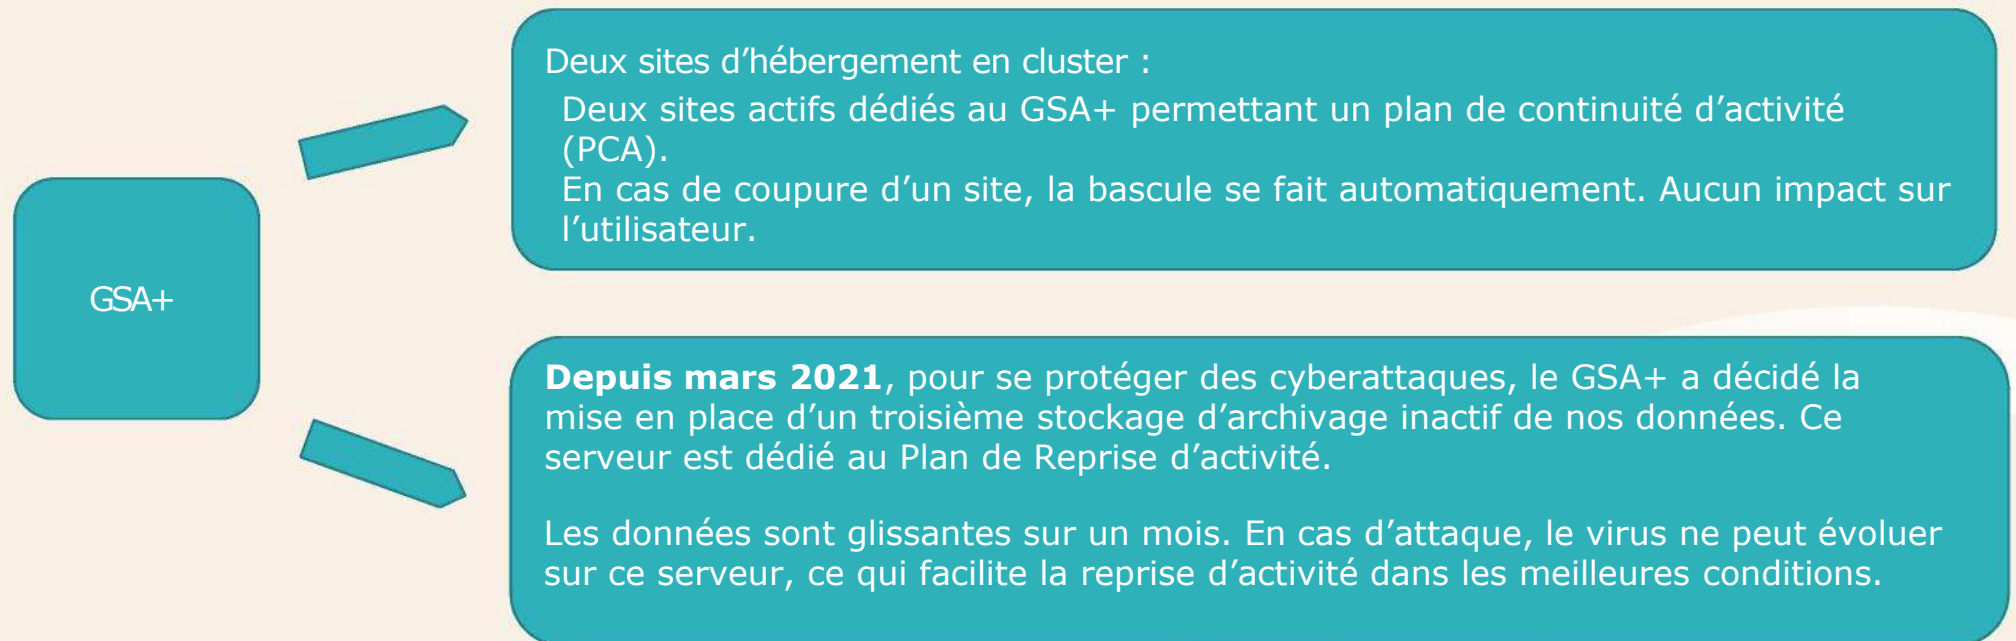 GSA+
Deux sites d’hébergement en cluster :
Deux sites actifs dédiés au GSA+ permettant un plan de continuité d’activité
(PCA).
En cas de coupure d’un site, la bascule se fait automatiquement. Aucun impact sur
l’utilisateur.
Depuis mars 2021, pour se protéger des cyberattaques, le GSA+ a décidé la
mise en place d’un troisième stockage d’archivage inactif de nos données. Ce
serveur est dédié au Plan de Reprise d’activité.
Les données sont glissantes sur un mois. En cas d’attaque, le virus ne peut évoluer
sur ce serveur, ce qui facilite la reprise d’activité dans les meilleures conditions.